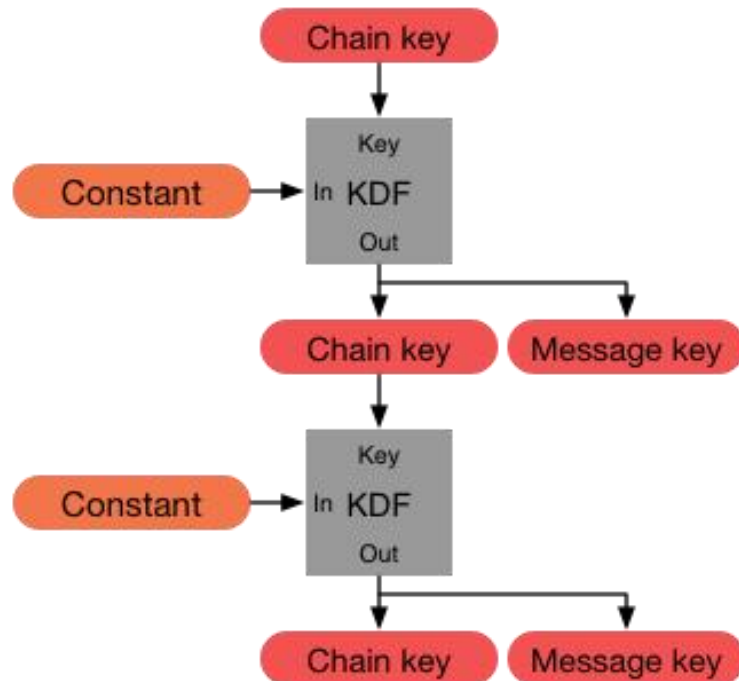 Chain key
Key
Constant
In KDF
Out
Chain key Message key
Key
Constant
In KDF
Out
Chain key Message key